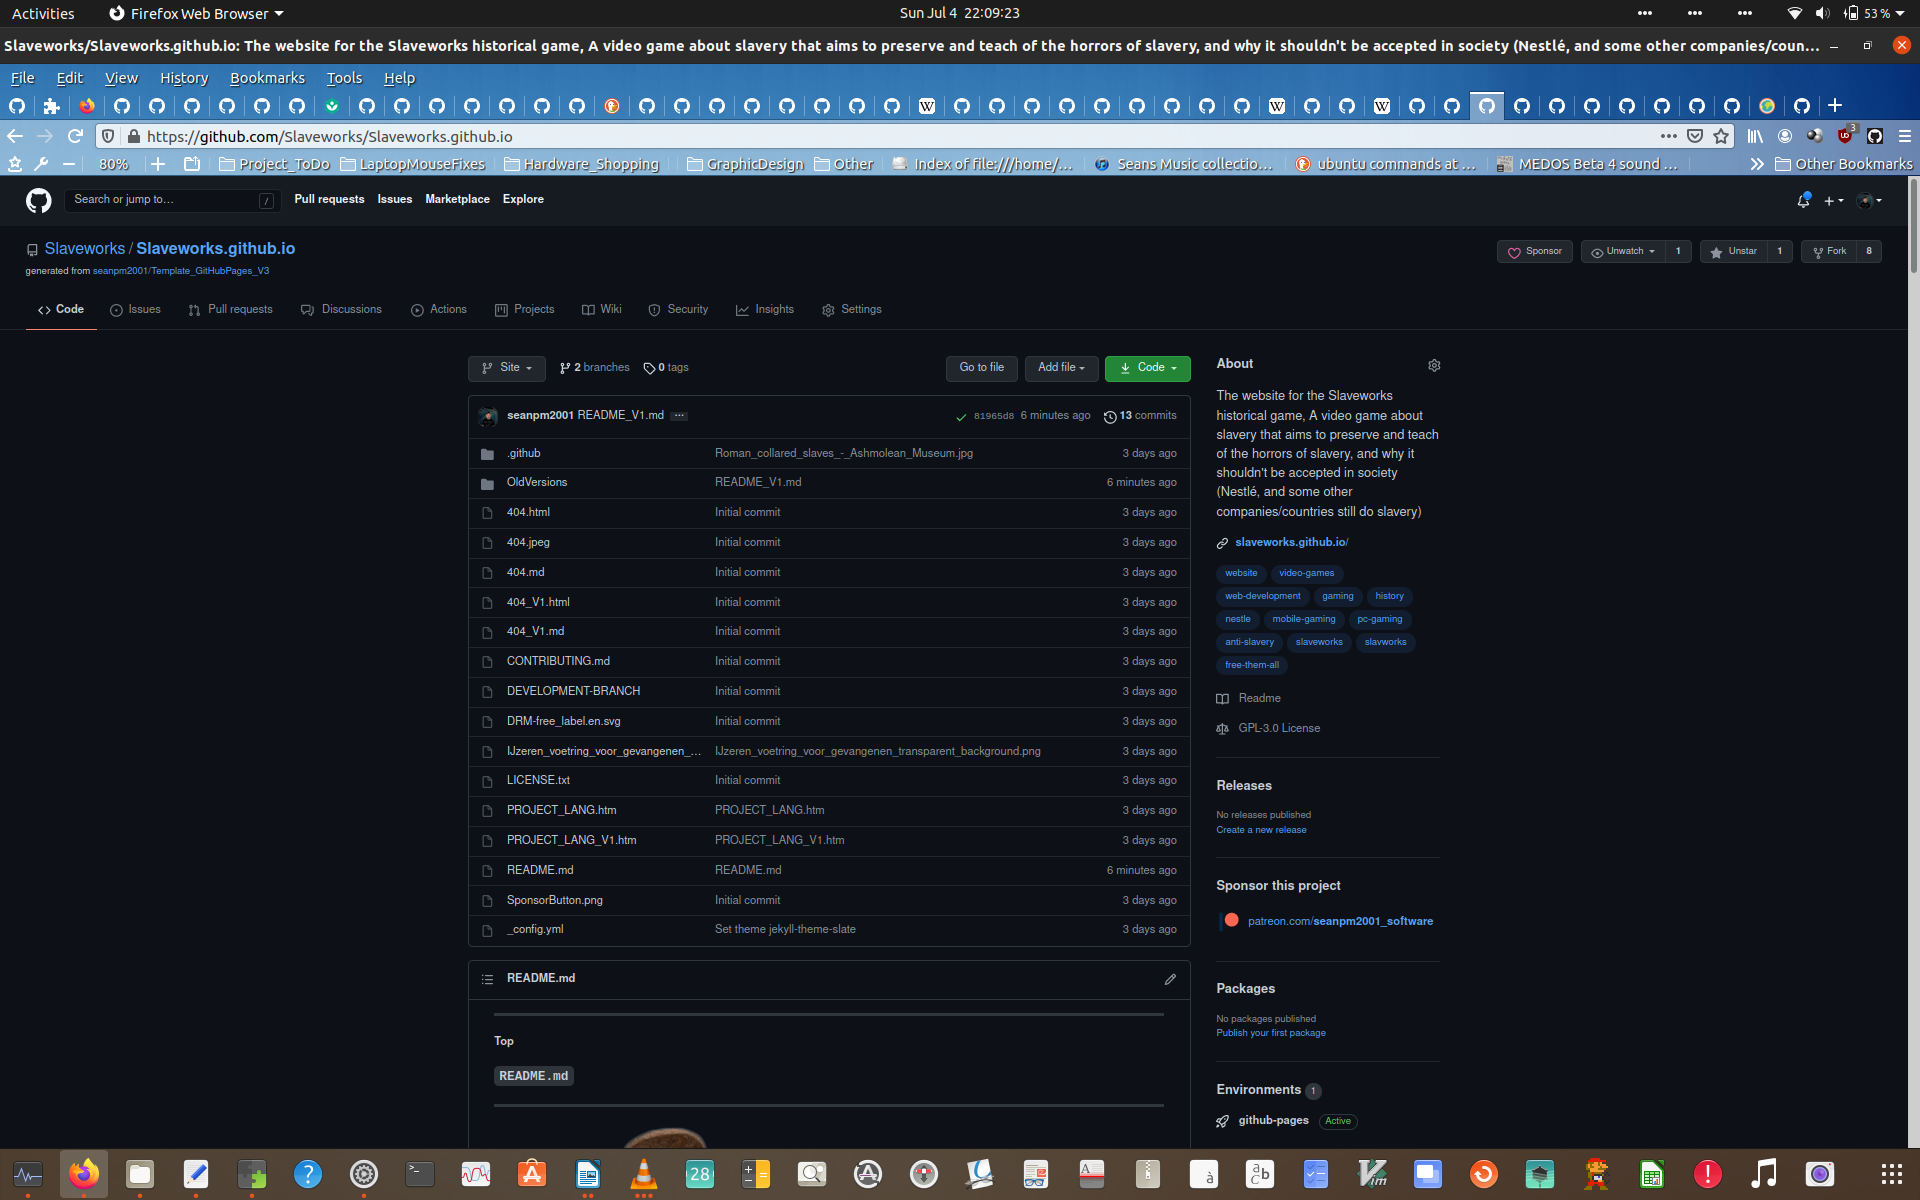 Activities
Firefox Web Browser
Sun Jul 4 22:09:23
53 %
Slaveworks/Slaveworks.github.io: The website for the Slaveworks historical game, A video game about slavery that aims to preserve and teach of the horrors of slavery, and why it shouldn't be accepted in society (Nestlé, and some other companies/coun...
File Edit View History Bookmarks Tools Help
https://github.com/Slaveworks/Slaveworks.github.io
3
80%
Project_ToDo
LaptopMouseFixes
Hardware_Shopping
GraphicDesign
Other
Index of file:///home/...
Seans Music collectio...
ubuntu commands at ...
MEDOS Beta 4 sound ...
Other Bookmarks
Search or jump to... /
Pull requests Issues Marketplace Explore
Slaveworks / Slaveworks.github.io
generated from seanpm2001/Template_GitHubPages_V3
Sponsor
Unwatch 1
Unstar 1
Fork 8
Code Issues Pull requests Discussions Actions Projects Wiki Security Insights Settings
Site 2 branches 0 tags
Go to file Add file Code
seanpm2001 README_V1.md ... 81965d8 6 minutes ago 13 commits
.github Roman_collared_slaves_-_Ashmolean_Museum.jpg 3 days ago
OldVersions README_V1.md 6 minutes ago
404.html Initial commit 3 days ago
404.jpeg Initial commit 3 days ago
404.md Initial commit 3 days ago
404_V1.html Initial commit 3 days ago
404_V1.md Initial commit 3 days ago
CONTRIBUTING.md Initial commit 3 days ago
DEVELOPMENT-BRANCH Initial commit 3 days ago
DRM-free_label.en.svg Initial commit 3 days ago
IJzeren_voetring_voor_gevangenen_... IJzeren_voetring_voor_gevangenen_transparent_background.png 3 days ago
LICENSE.txt Initial commit 3 days ago
PROJECT_LANG.htm PROJECT_LANG.htm 3 days ago
PROJECT_LANG_V1.htm PROJECT_LANG_V1.htm 3 days ago
README.md README.md 6 minutes ago
SponsorButton.png Initial commit 3 days ago
_config.yml Set theme jekyll-theme-slate 3 days ago
README.md
Top
README.md
About
The website for the Slaveworks
historical game, A video game about
slavery that aims to preserve and teach
of the horrors of slavery, and why it
shouldn't be accepted in society
(Nestlé, and some other
companies/countries still do slavery)
slaveworks.github.io/
website video-games
web-development gaming history
nestle mobile-gaming pc-gaming
anti-slavery slaveworks slavworks
free-them-all
Readme
GPL-3.0 License
Releases
No releases published
Create a new release
Sponsor this project
patreon.com/seanpm2001_software
Packages
No packages published
Publish your first package
Environments 1
github-pages Active
28